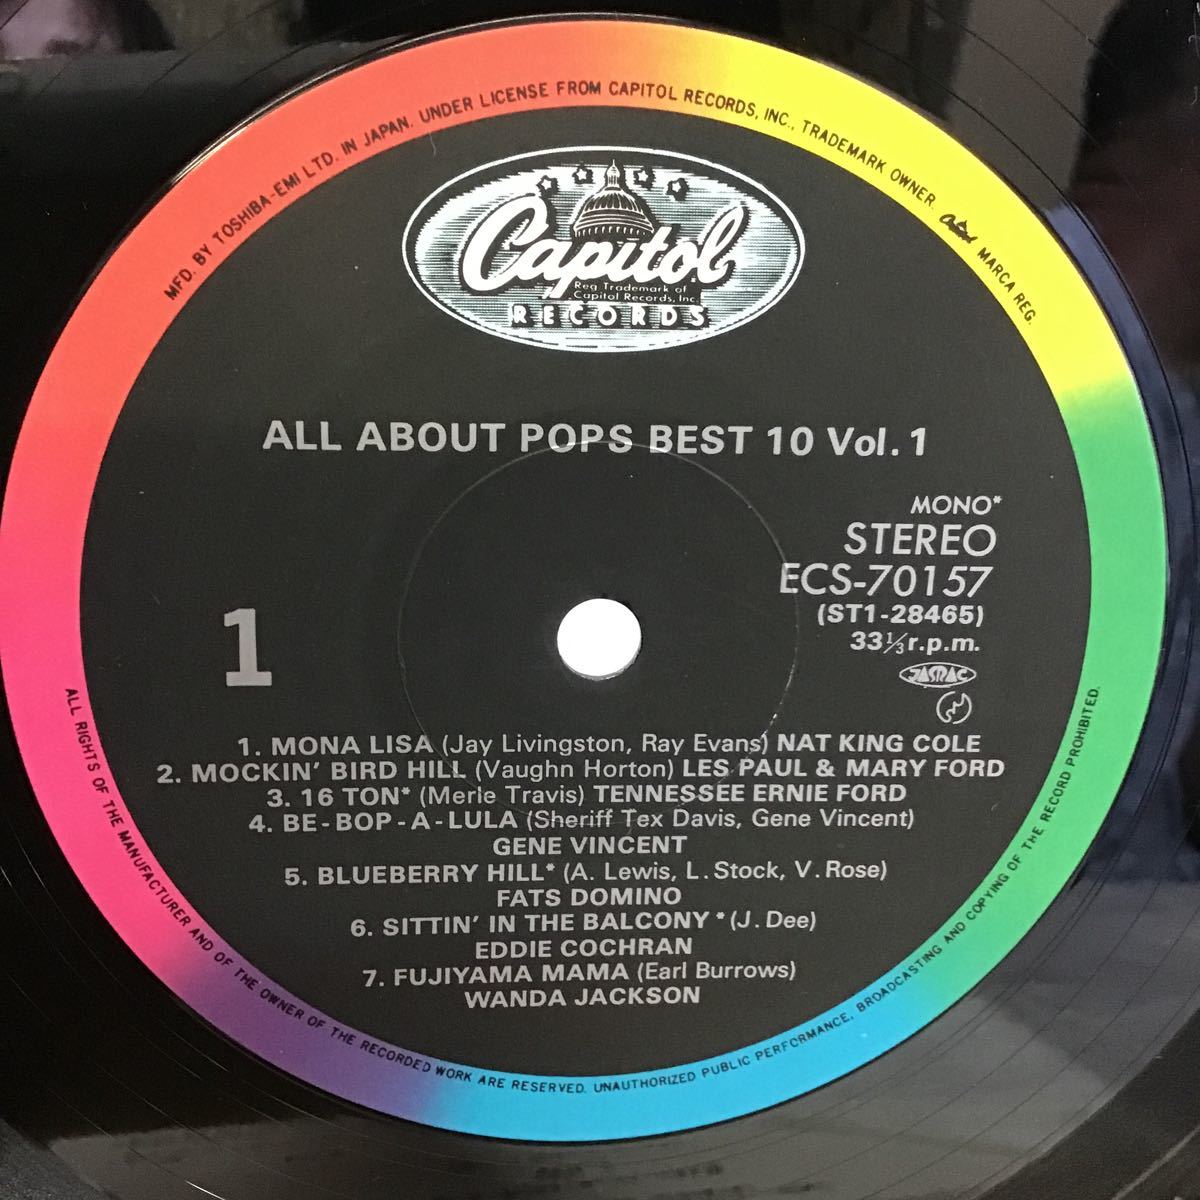 MFD. BY TOSHIBA-EMI LTD. IN JAPAN. UNDER LICENSE FROM CAPITOL RECORDS, INC., TRADEMARK OWNER. Capitol MARCA REG.
Capitol
Reg. Trademark of
Capitol Records, Inc.
RECORDS
ALL ABOUT POPS BEST 10 Vol. 1
MONO*
STEREO
ECS-70157
(ST1-28465)
33⅓r.p.m.
1
JASRAC
1. MONA LISA (Jay Livingston, Ray Evans) NAT KING COLE
2. MOCKIN' BIRD HILL (Vaughn Horton) LES PAUL & MARY FORD
3. 16 TON* (Merle Travis) TENNESSEE ERNIE FORD
4. BE-BOP-A-LULA (Sheriff Tex Davis, Gene Vincent)
GENE VINCENT
5. BLUEBERRY HILL* (A. Lewis, L. Stock, V. Rose)
FATS DOMINO
6. SITTIN' IN THE BALCONY* (J. Dee)
EDDIE COCHRAN
7. FUJIYAMA MAMA (Earl Burrows)
WANDA JACKSON
ALL RIGHTS OF THE MANUFACTURER AND OF THE OWNER OF THE RECORDED WORK ARE RESERVED. UNAUTHORIZED PUBLIC PERFORMANCE, BROADCASTING AND COPYING OF THE RECORD PROHIBITED.